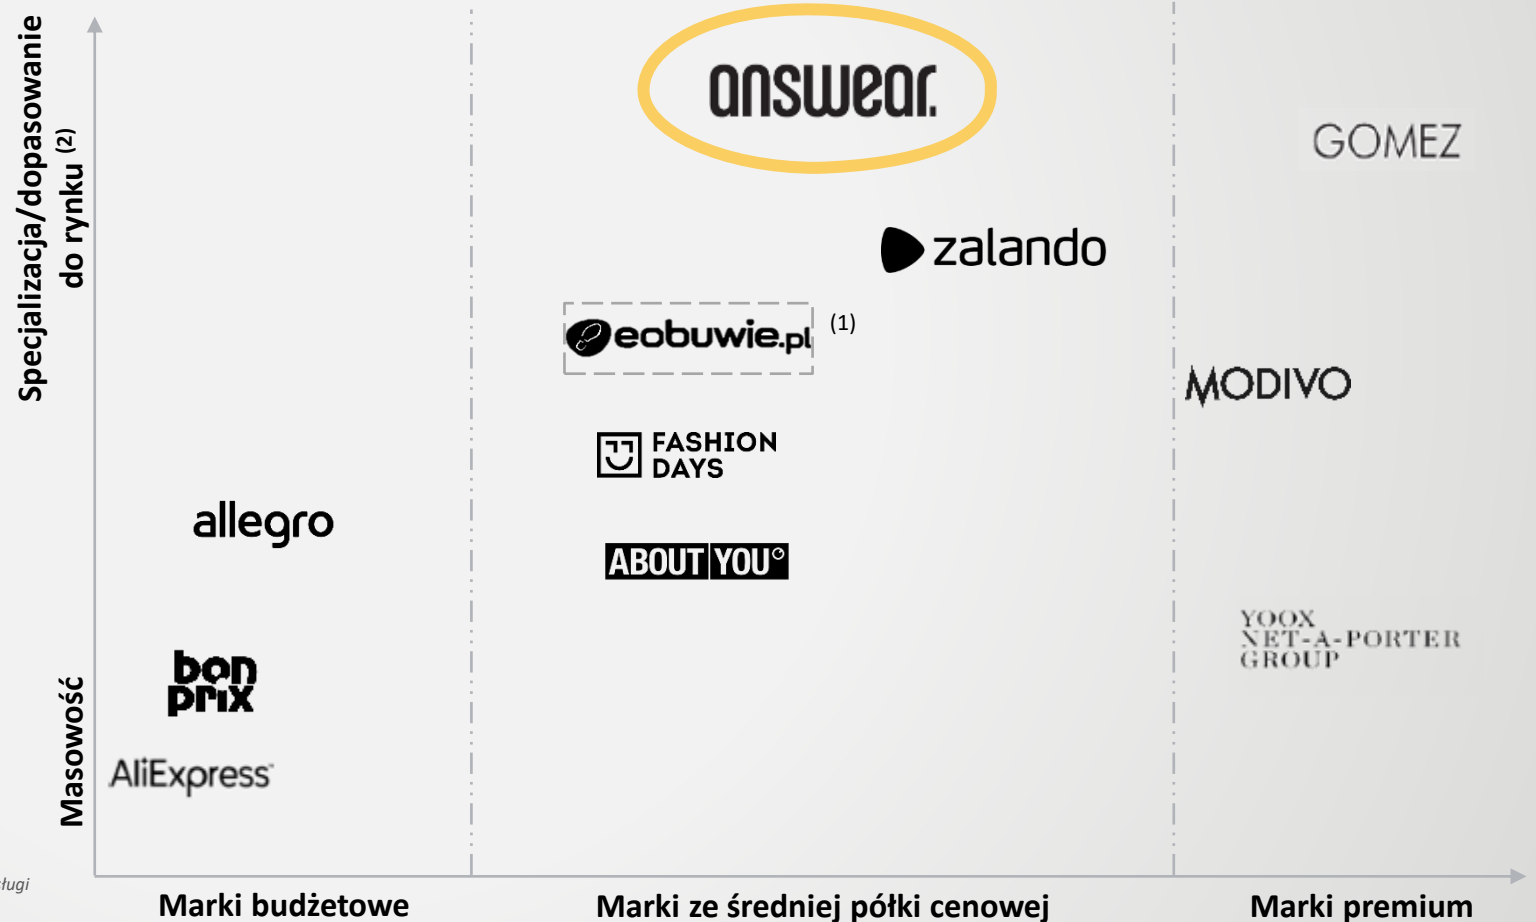 Specjalizacja/dopasowanie
do rynku (2)
answear.
GOMEZ
zalando
eobuwie.pl
(1)
MODIVO
FASHION
DAYS
allegro
ABOUT YOU
YOOX
NET-A-PORTER
GROUP
bon
prix
Masowość
AliExpress
Marki budżetowe
Marki ze średniej półki cenowej
Marki premium